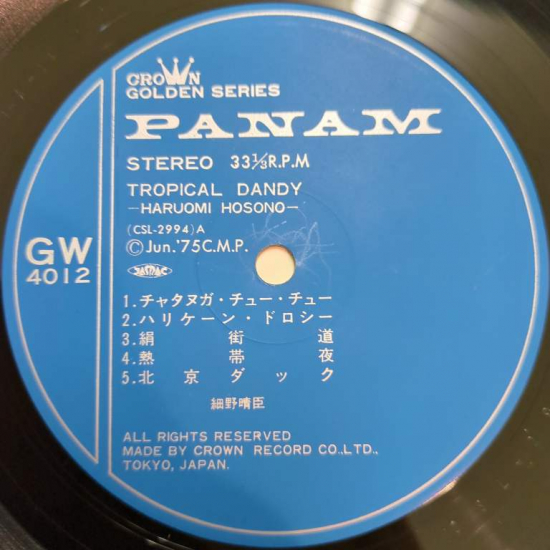 CROWN
GOLDEN SERIES
PANAM
STEREO 33⅓R.P.M
TROPICAL DANDY
—HARUOMI HOSONO—
(CSL-2994)A
Ⓒ Jun.'75C.M.P.
JASRAC
GW
4012
1.チャタヌガ・チュー・チュー
2.ハリケーン・ドロシー
3.絹街道
4.熱帯夜
5.北京ダック
細野晴臣
ALL RIGHTS RESERVED
MADE BY CROWN RECORD CO.,LTD.,
TOKYO, JAPAN.